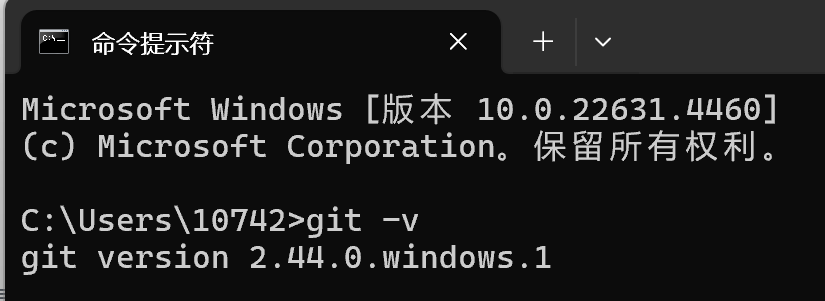 命令提示符
Microsoft Windows [版本 10.0.22631.4460]
(c) Microsoft Corporation。保留所有权利。
C:\Users\10742>git -v
git version 2.44.0.windows.1